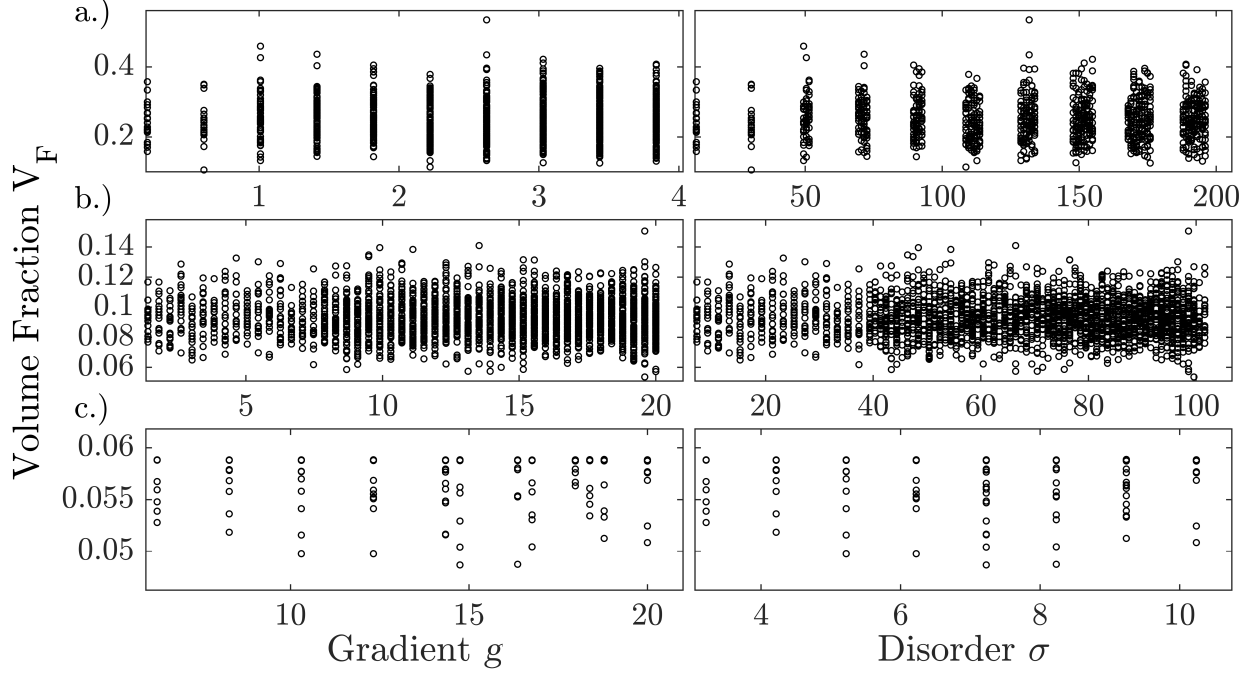 a.)
0.4
0.2
1 2 3 4
50 100 150 200
b.)
0.14
0.12
0.1
0.08
0.06
5 10 15 20
20 40 60 80 100
c.)
0.06
0.055
0.05
10 15 20
4 6 8 10
Volume Fraction V_F
Gradient g
Disorder σ